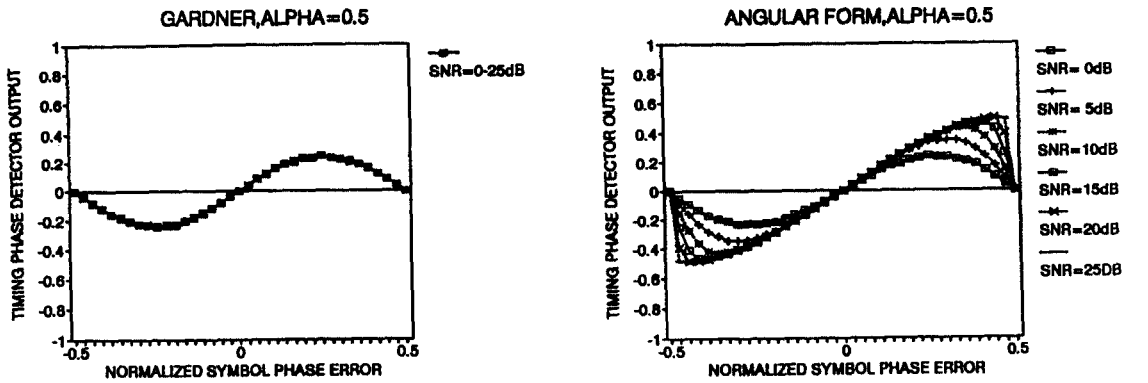 GARDNER,ALPHA=0.5
TIMING PHASE DETECTOR OUTPUT
1
0.8
0.6
0.4
0.2
0
-0.2
-0.4
-0.6
-0.8
-1
-0.5
0
0.5
NORMALIZED SYMBOL PHASE ERROR
SNR=0-25dB
ANGULAR FORM,ALPHA=0.5
TIMING PHASE DETECTOR OUTPUT
1
0.8
0.6
0.4
0.2
0
-0.2
-0.4
-0.6
-0.8
-1
-0.5
0
0.5
NORMALIZED SYMBOL PHASE ERROR
SNR= 0dB
SNR= 5dB
SNR=10dB
SNR=15dB
SNR=20dB
SNR=25DB